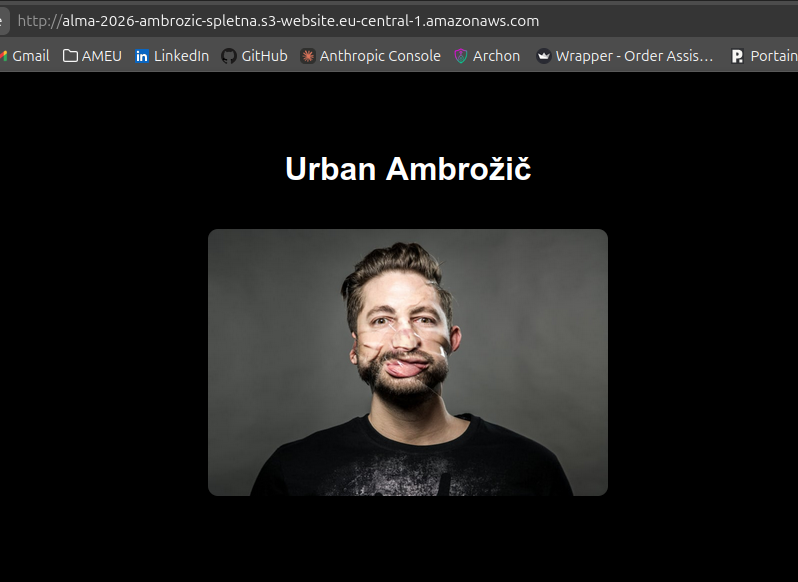 http://alma-2026-ambrozic-spletna.s3-website.eu-central-1.amazonaws.com
Gmail AMEU LinkedIn GitHub Anthropic Console Archon Wrapper - Order Assis… Portain
Urban Ambrožič